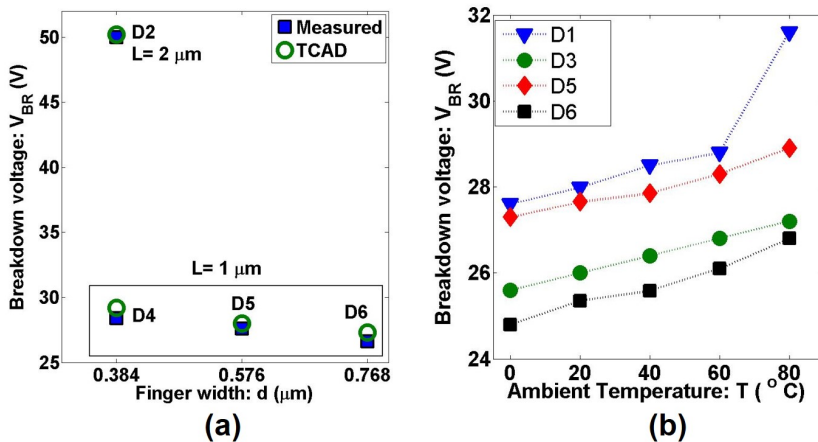 Breakdown voltage: V_BR (V)
50
45
40
35
30
25
D2
L= 2 μm
Measured
TCAD
L= 1 μm
D4
D5
D6
0.384
0.576
0.768
Finger width: d (μm)
(a)
Breakdown voltage: V_BR (V)
32
30
28
26
24
D1
D3
D5
D6
0
20
40
60
80
Ambient Temperature: T ( ° C)
(b)